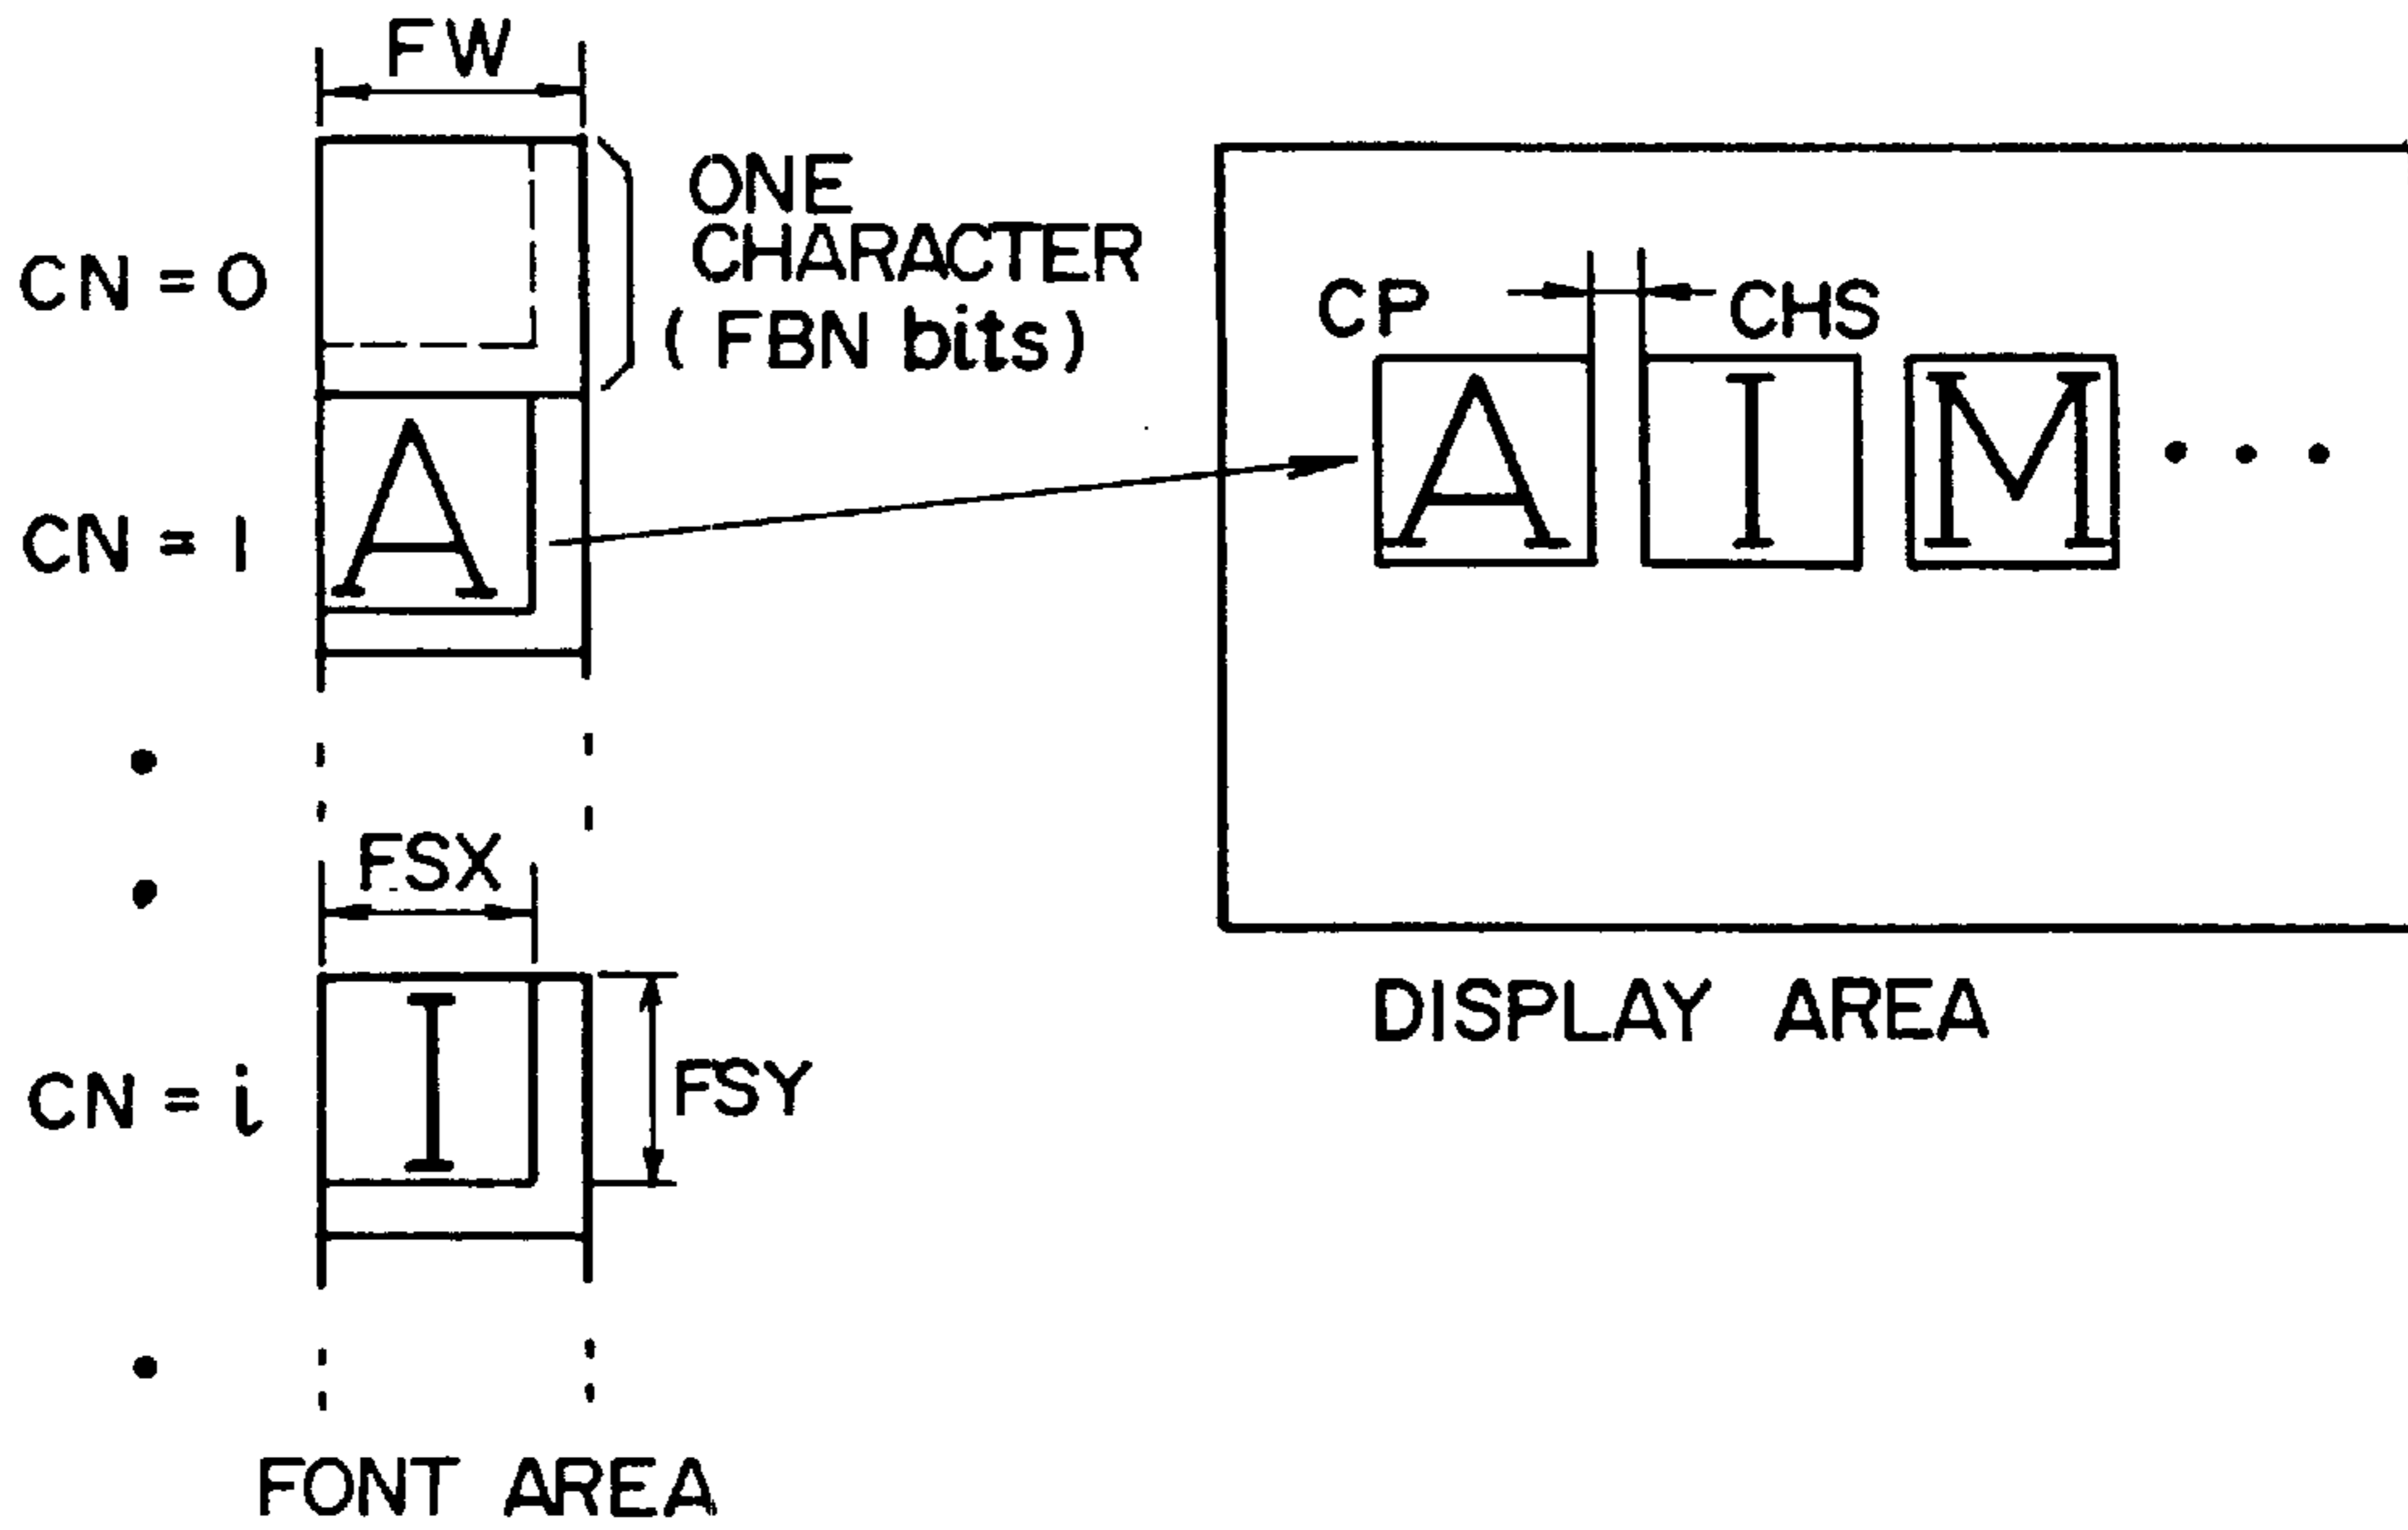 FW
ONE
CHARACTER
(FBN bits)
CN = 0
CN = 1
A
FSX
I
FSY
CN = i
FONT AREA
CP
CHS
A I M ...
DISPLAY AREA